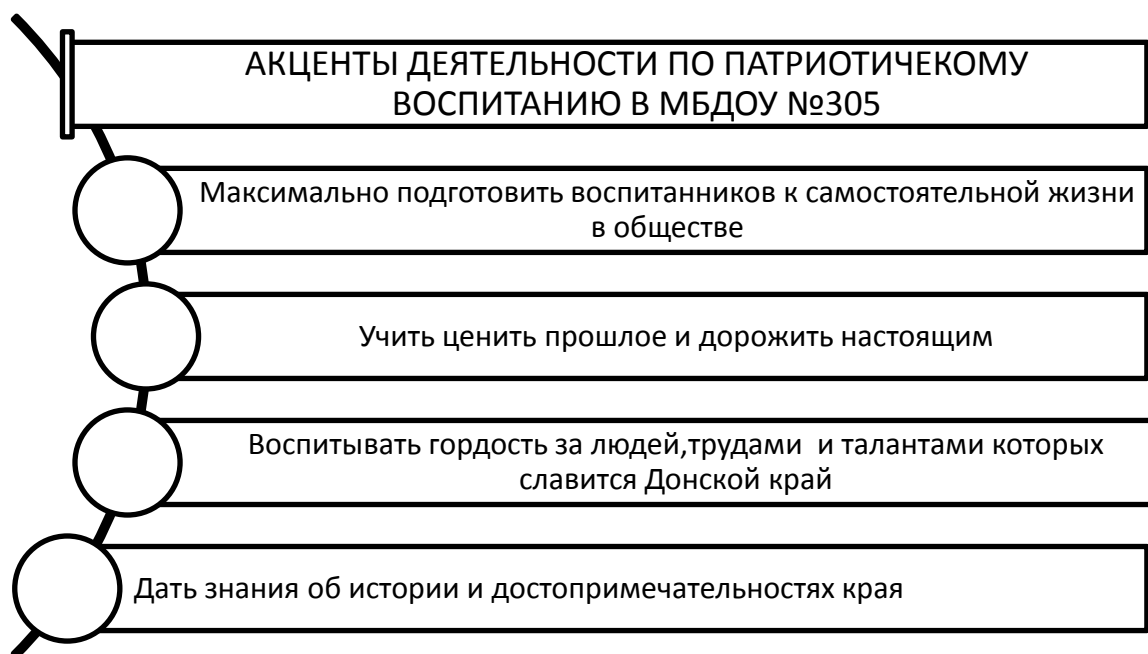 АКЦЕНТЫ ДЕЯТЕЛЬНОСТИ ПО ПАТРИОТИЧЕКОМУ
ВОСПИТАНИЮ В МБДОУ №305
Максимально подготовить воспитанников к самостоятельной жизни
в обществе
Учить ценить прошлое и дорожить настоящим
Воспитывать гордость за людей,трудами  и талантами которых
славится Донской край
Дать знания об истории и достопримечательностях края